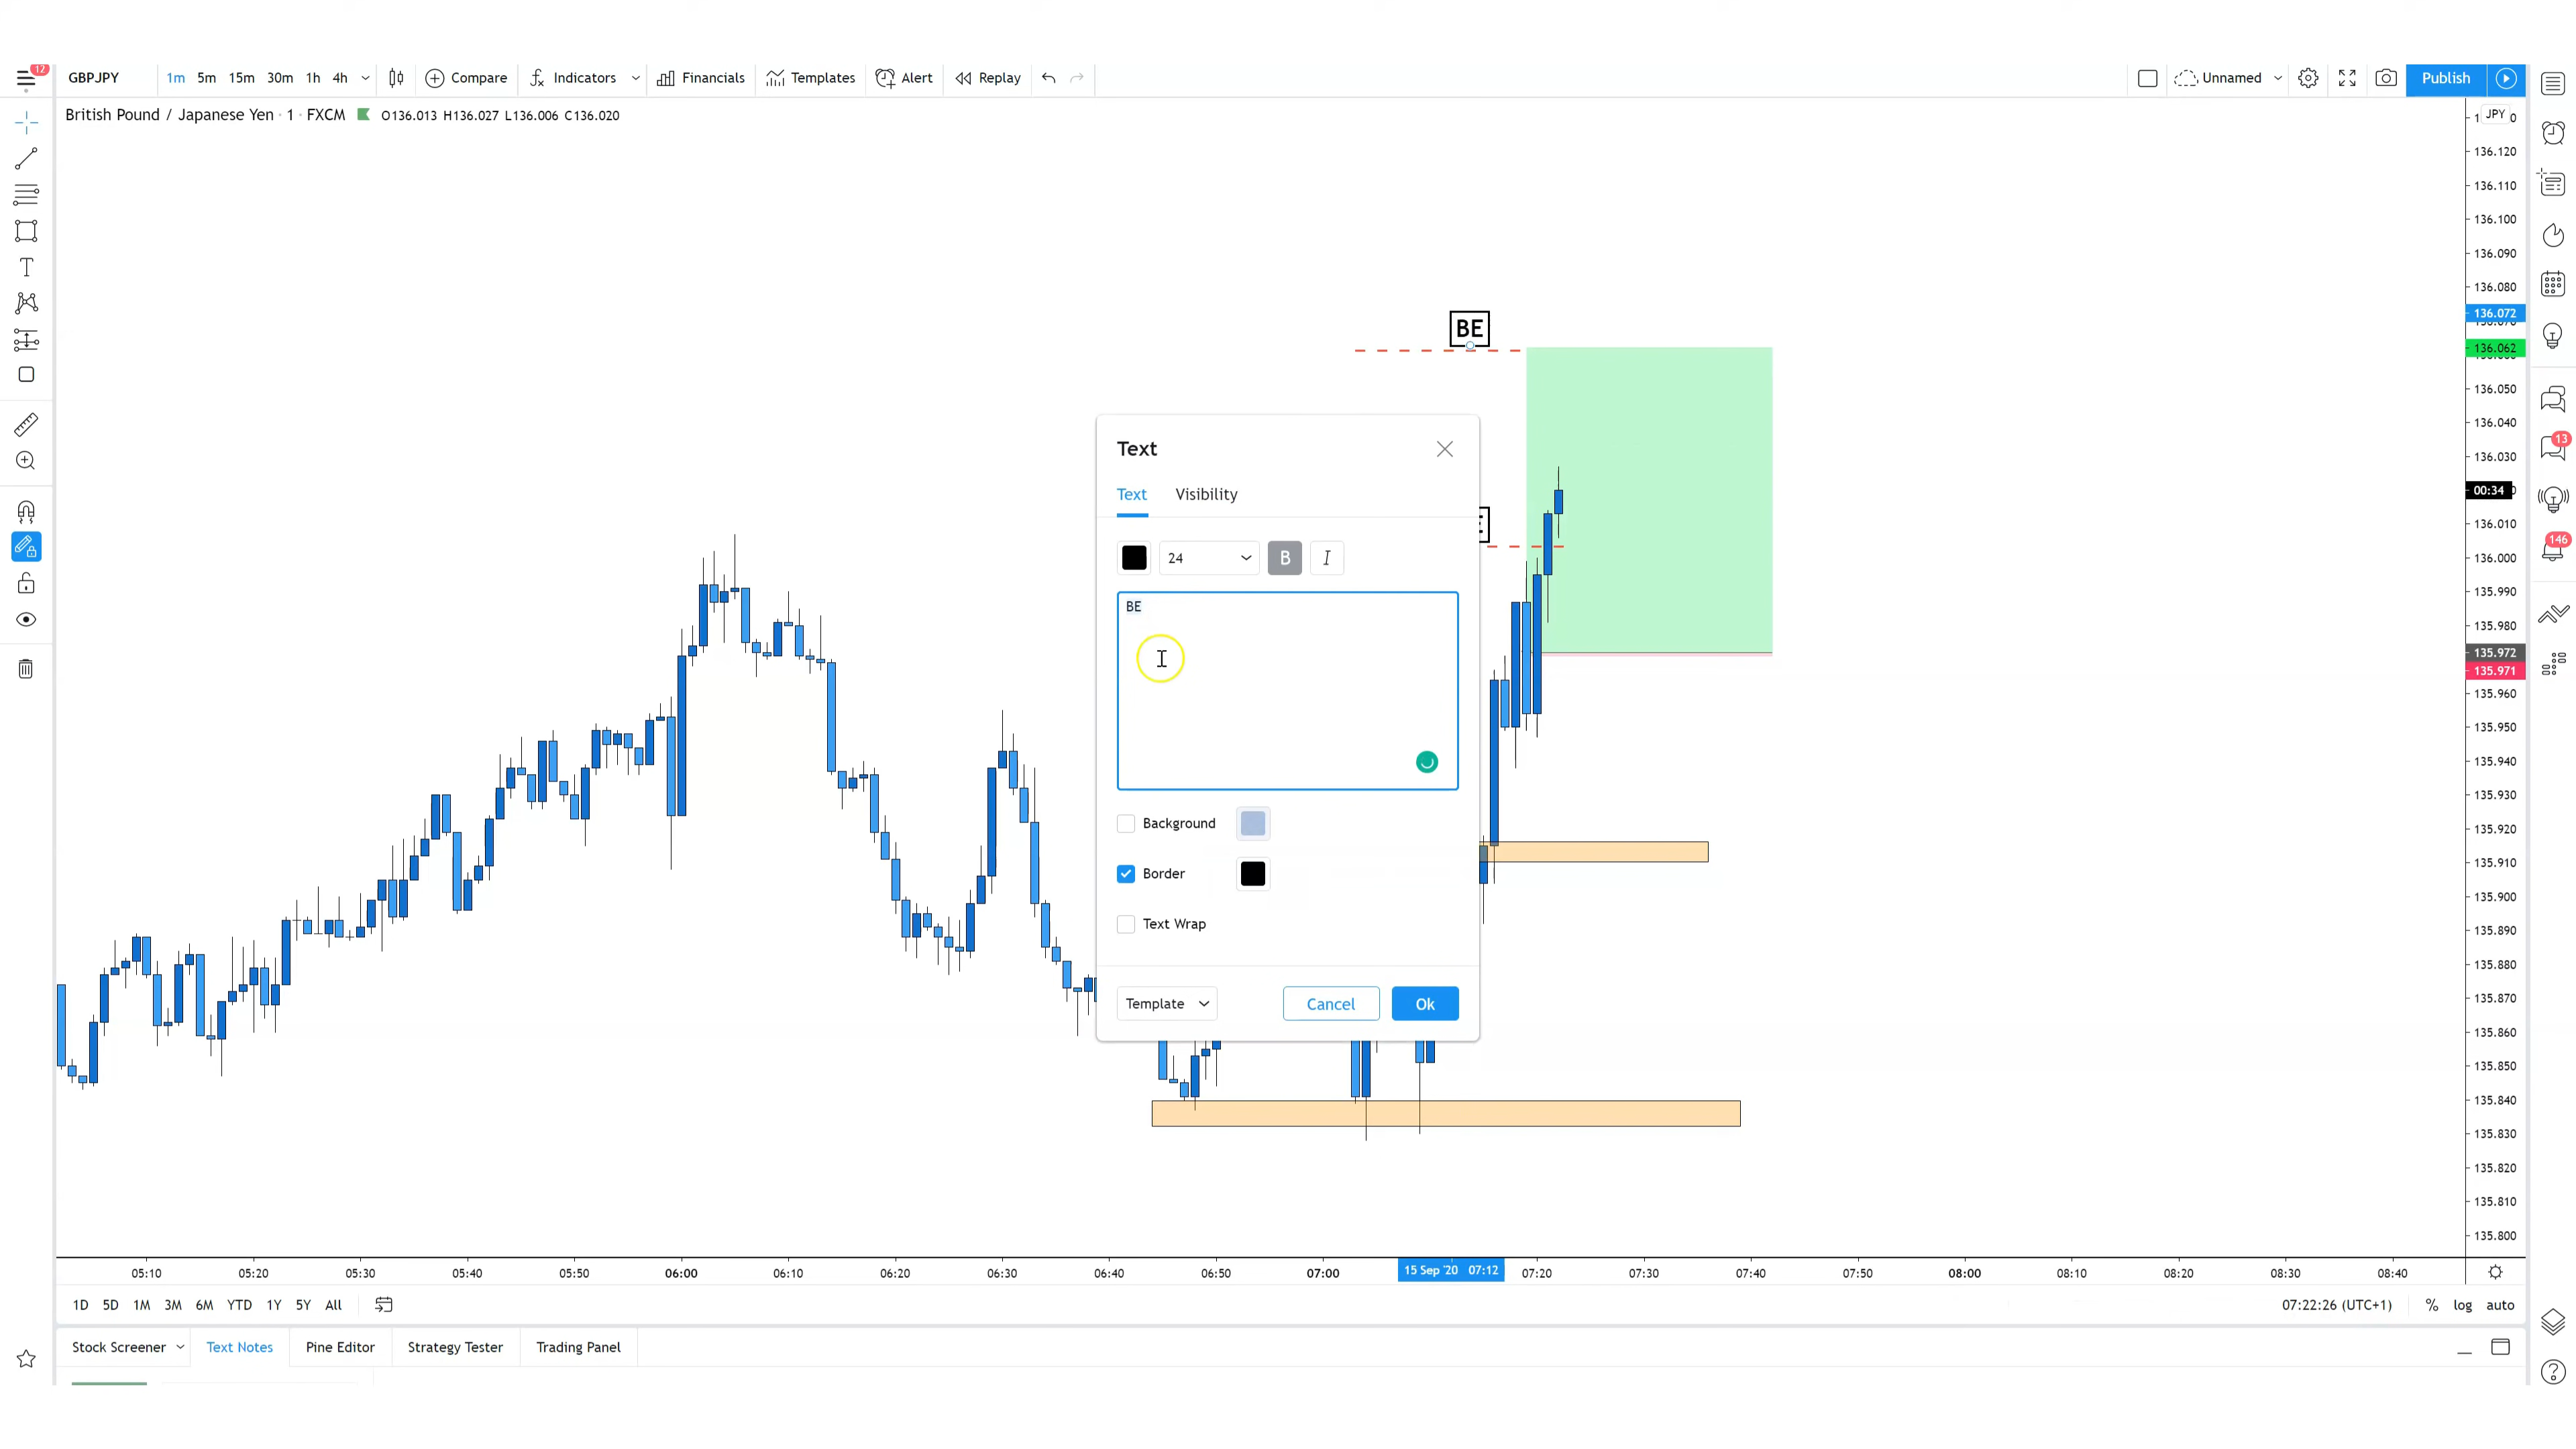 12
GBPJPY 1m 5m 15m 30m 1h 4h Compare Indicators Financials Templates Alert Replay Unnamed Publish
British Pound / Japanese Yen · 1 · FXCM O136.013 H136.027 L136.006 C136.020
JPY
136.120
136.110
136.100
136.090
136.080
136.072
BE
136.062
136.050
136.040
136.030
00:34
136.010
136.000
135.990
135.980
135.972
135.971
135.960
135.950
135.940
135.930
135.920
135.910
135.900
135.890
135.880
135.870
135.860
135.850
135.840
135.830
135.820
135.810
135.800
13
146
Text
Text Visibility
24 B I
BE
Background
Border
Text Wrap
Template Cancel Ok
05:10 05:20 05:30 05:40 05:50 06:00 06:10 06:20 06:30 06:40 06:50 07:00 15 Sep '20 07:12 07:20 07:30 07:40 07:50 08:00 08:10 08:20 08:30 08:40
1D 5D 1M 3M 6M YTD 1Y 5Y All 07:22:26 (UTC+1) % log auto
Stock Screener Text Notes Pine Editor Strategy Tester Trading Panel